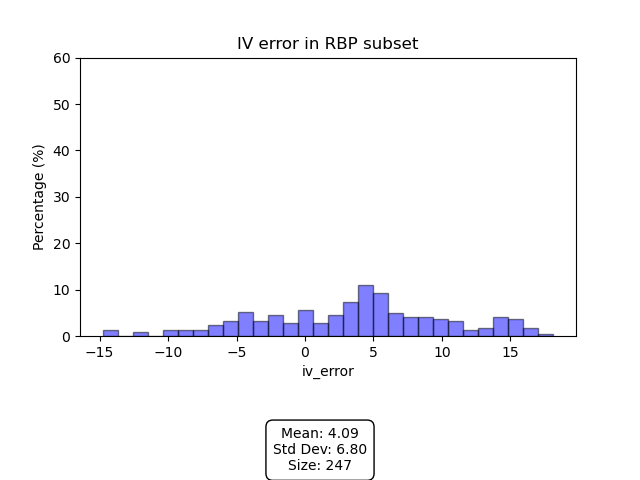 IV error in RBP subset
60
50
40
30
20
10
0
Percentage (%)
−15 −10 −5 0 5 10 15
iv_error
Mean: 4.09
Std Dev: 6.80
Size: 247